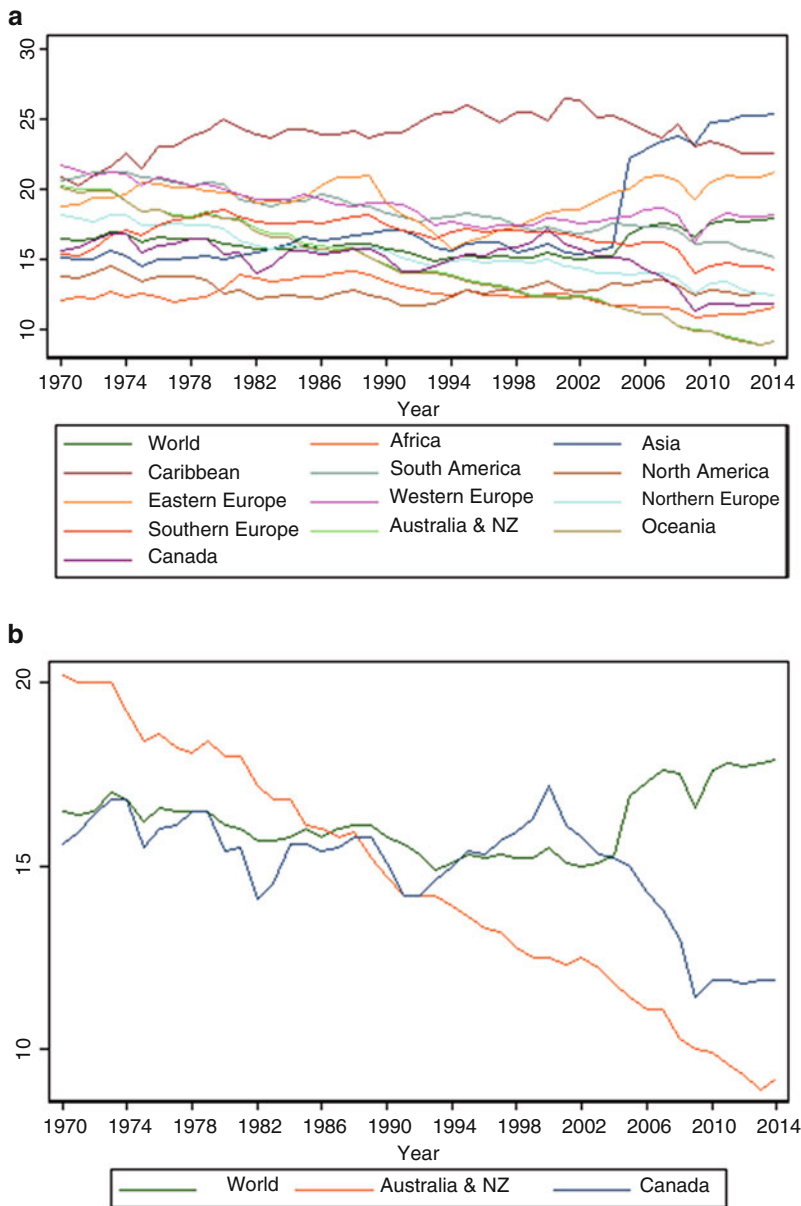 a
30
25
20
15
10
1970 1974 1978 1982 1986 1990 1994 1998 2002 2006 2010 2014
Year
World Africa Asia
Caribbean South America North America
Eastern Europe Western Europe Northern Europe
Southern Europe Australia & NZ Oceania
Canada
b
20
15
10
1970 1974 1978 1982 1986 1990 1994 1998 2002 2006 2010 2014
Year
World Australia & NZ Canada